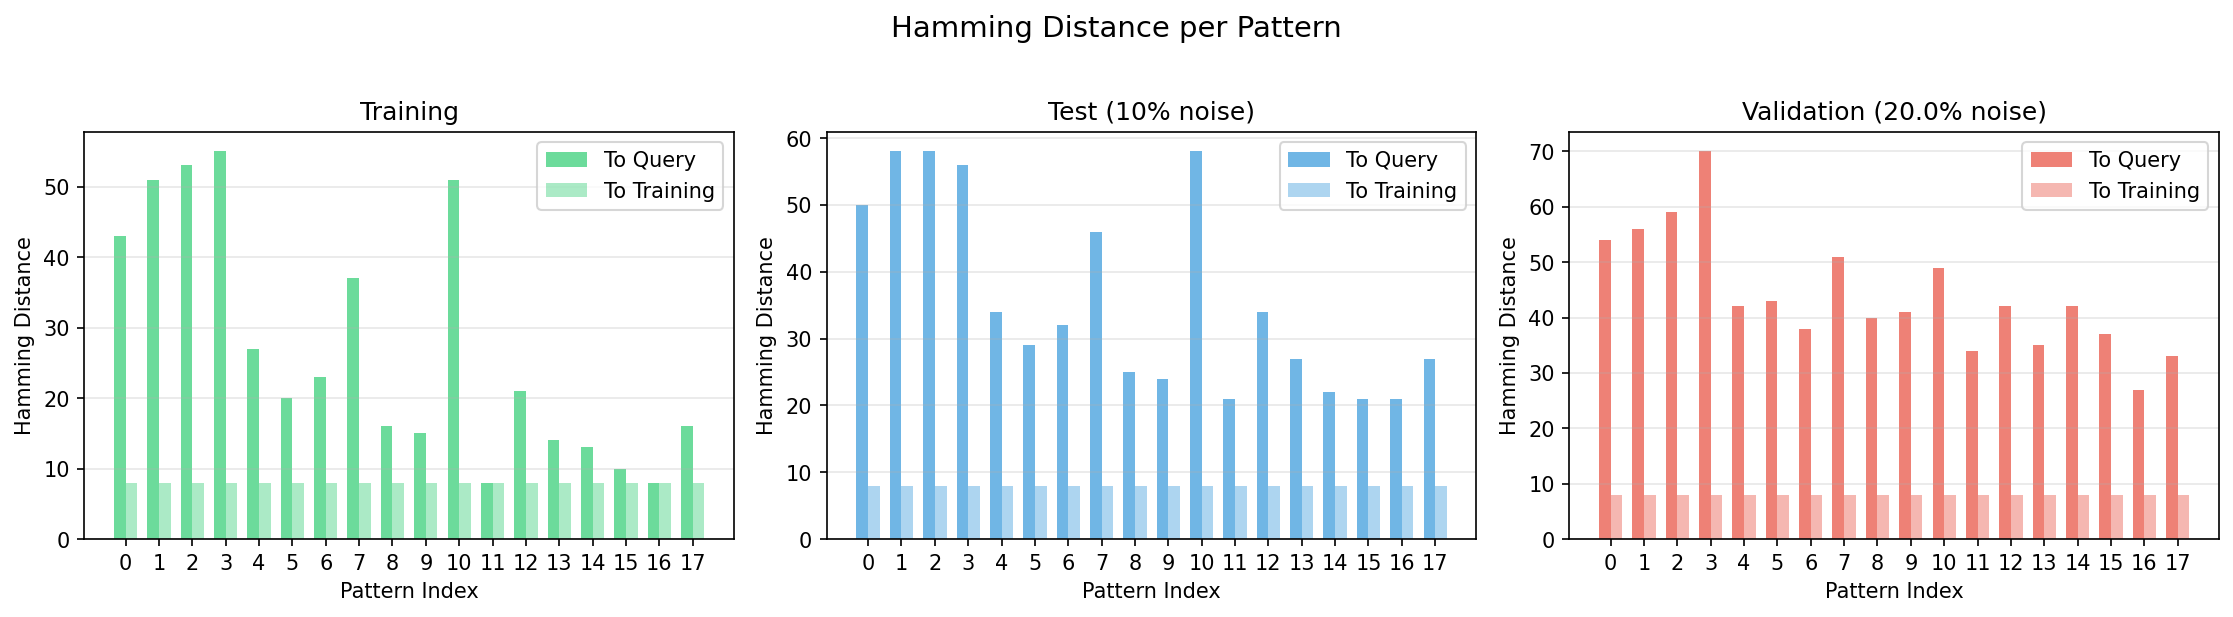 Hamming Distance per Pattern
Training
Hamming Distance
50
40
30
20
10
0
To Query
To Training
0 1 2 3 4 5 6 7 8 9 10 11 12 13 14 15 16 17
Pattern Index
Test (10% noise)
Hamming Distance
60
50
40
30
20
10
0
To Query
To Training
0 1 2 3 4 5 6 7 8 9 10 11 12 13 14 15 16 17
Pattern Index
Validation (20.0% noise)
Hamming Distance
70
60
50
40
30
20
10
0
To Query
To Training
0 1 2 3 4 5 6 7 8 9 10 11 12 13 14 15 16 17
Pattern Index